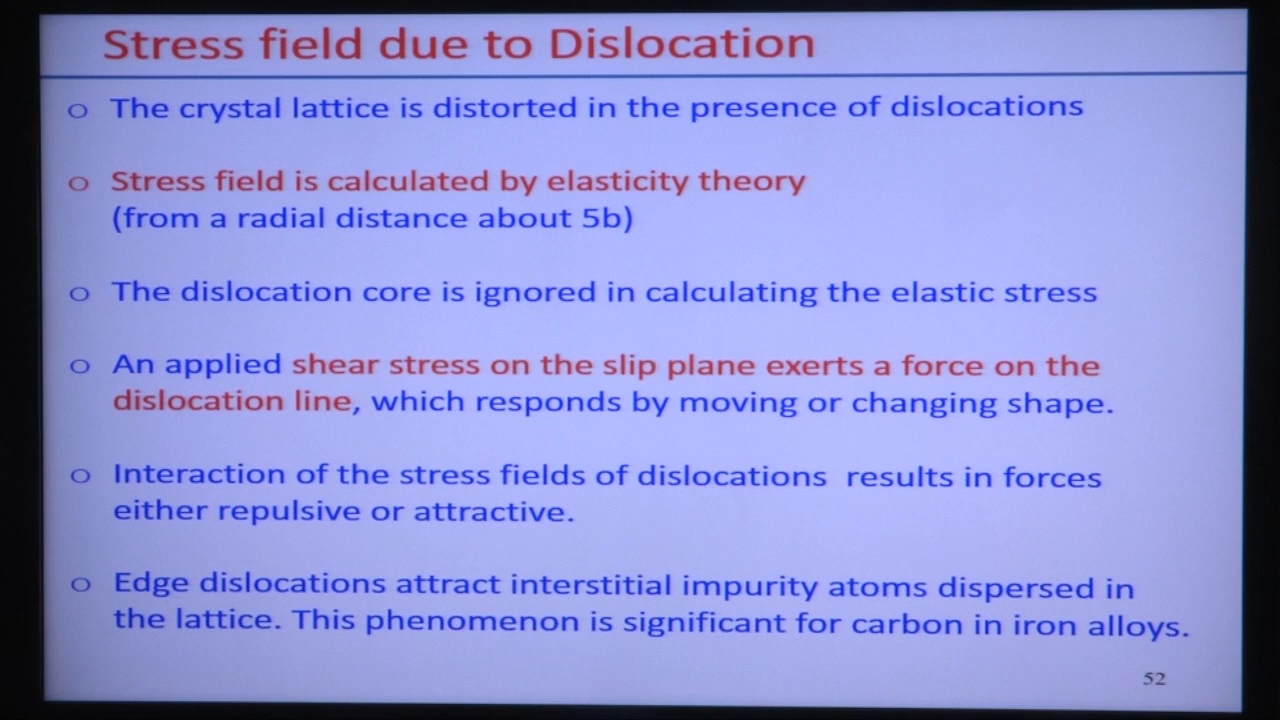 Stress field due to Dislocation
o The crystal lattice is distorted in the presence of dislocations
o Stress field is calculated by elasticity theory
(from a radial distance about 5b)
o The dislocation core is ignored in calculating the elastic stress
o An applied shear stress on the slip plane exerts a force on the
dislocation line, which responds by moving or changing shape.
o Interaction of the stress fields of dislocations results in forces
either repulsive or attractive.
o Edge dislocations attract interstitial impurity atoms dispersed in
the lattice. This phenomenon is significant for carbon in iron alloys.
52